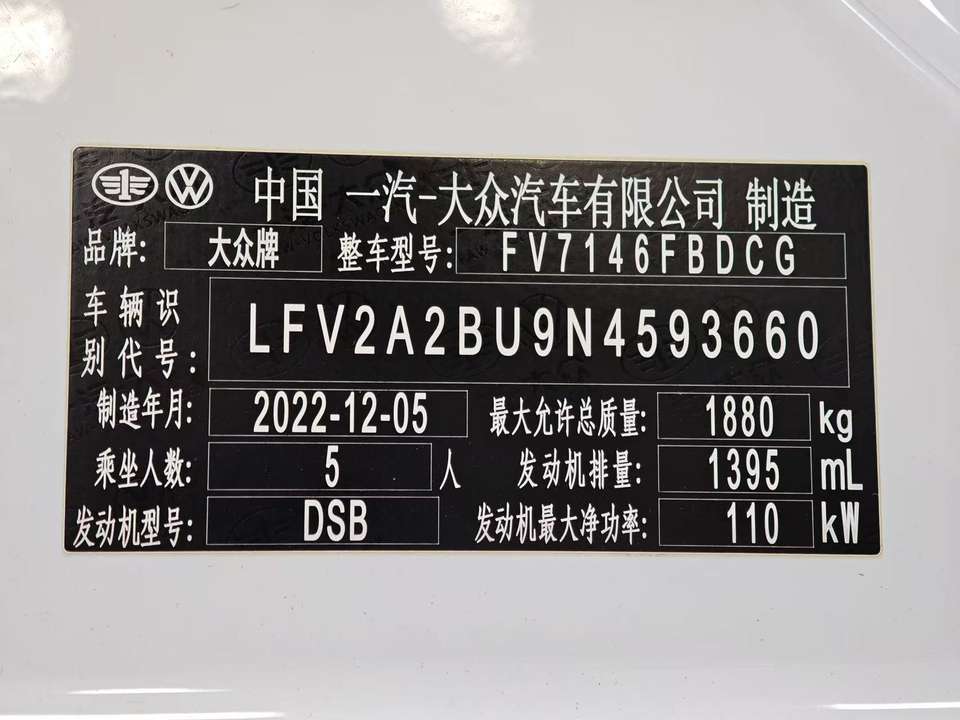 中国 一汽-大众汽车有限公司 制造
品牌: 大众牌 整车型号: FV7146FBDCG
车辆识别代号: LFV2A2BU9N4593660
制造年月: 2022-12-05 最大允许总质量: 1880 kg
乘坐人数: 5 人 发动机排量: 1395 mL
发动机型号: DSB 发动机最大净功率: 110 kW